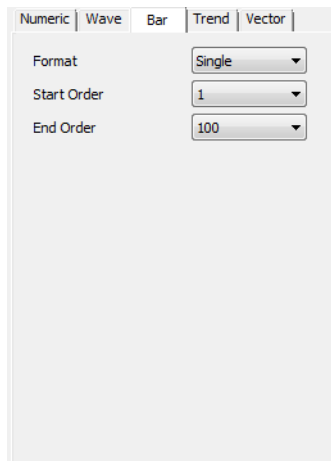 Numeric Wave Bar Trend Vector
Format Single
Start Order 1
End Order 100